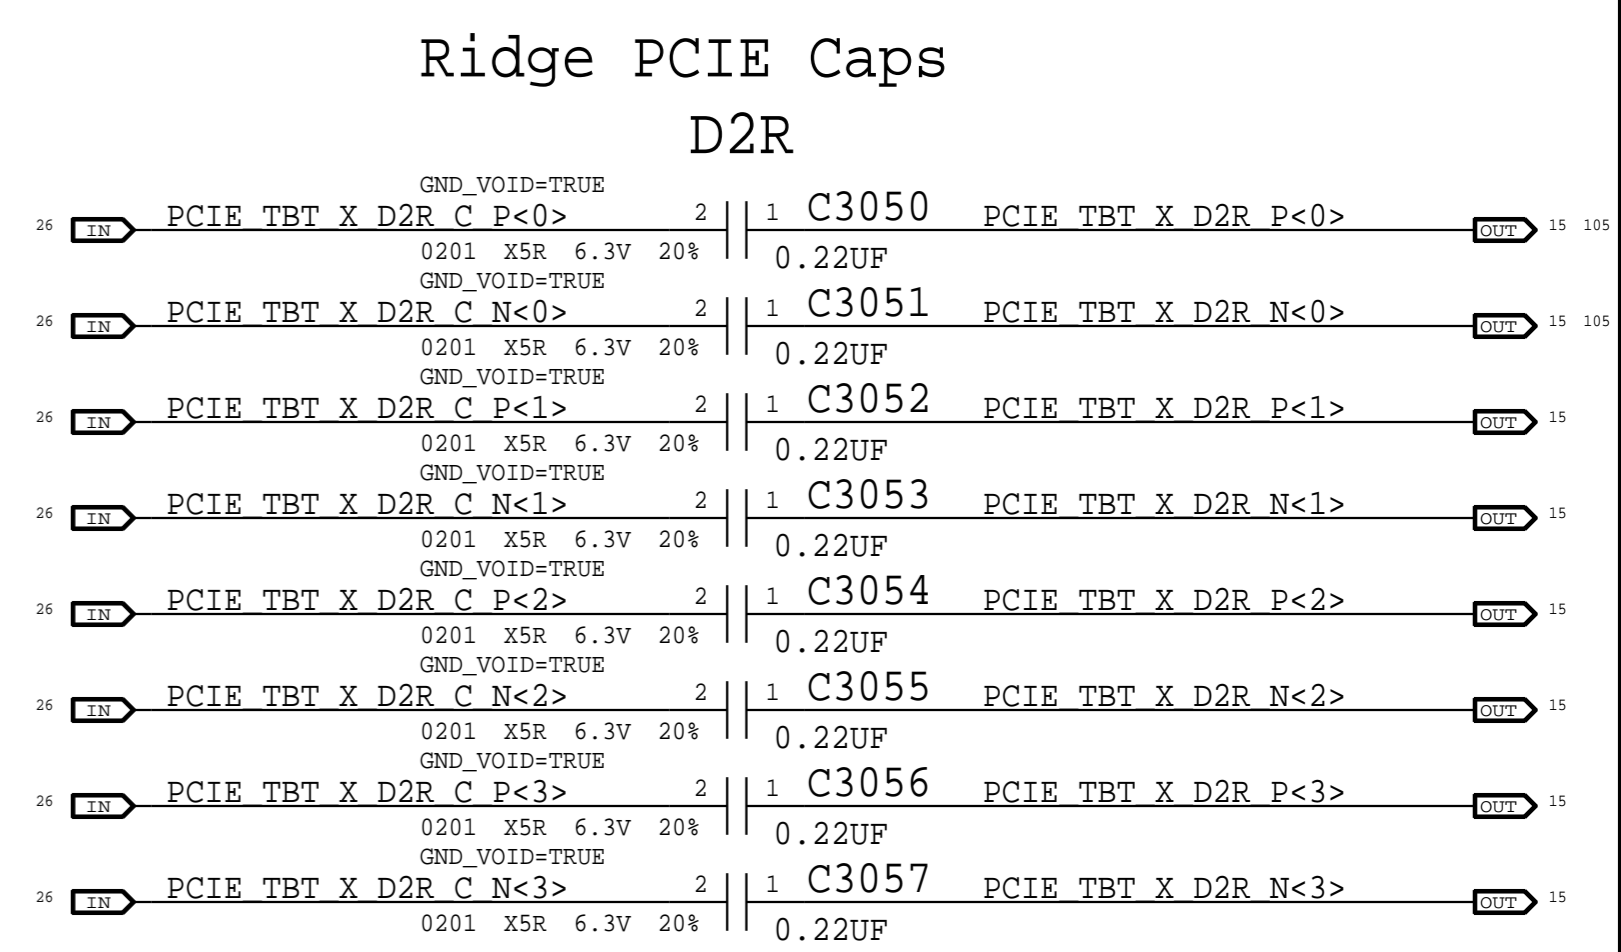 Ridge PCIE Caps
D2R
GND_VOID=TRUE
26 IN PCIE_TBT_X_D2R_C_P<0> 2 1 C3050 PCIE_TBT_X_D2R_P<0> OUT 15 105
0201 X5R 6.3V 20% 0.22UF
GND_VOID=TRUE
26 IN PCIE_TBT_X_D2R_C_N<0> 2 1 C3051 PCIE_TBT_X_D2R_N<0> OUT 15 105
0201 X5R 6.3V 20% 0.22UF
GND_VOID=TRUE
26 IN PCIE_TBT_X_D2R_C_P<1> 2 1 C3052 PCIE_TBT_X_D2R_P<1> OUT 15
0201 X5R 6.3V 20% 0.22UF
GND_VOID=TRUE
26 IN PCIE_TBT_X_D2R_C_N<1> 2 1 C3053 PCIE_TBT_X_D2R_N<1> OUT 15
0201 X5R 6.3V 20% 0.22UF
GND_VOID=TRUE
26 IN PCIE_TBT_X_D2R_C_P<2> 2 1 C3054 PCIE_TBT_X_D2R_P<2> OUT 15
0201 X5R 6.3V 20% 0.22UF
GND_VOID=TRUE
26 IN PCIE_TBT_X_D2R_C_N<2> 2 1 C3055 PCIE_TBT_X_D2R_N<2> OUT 15
0201 X5R 6.3V 20% 0.22UF
GND_VOID=TRUE
26 IN PCIE_TBT_X_D2R_C_P<3> 2 1 C3056 PCIE_TBT_X_D2R_P<3> OUT 15
0201 X5R 6.3V 20% 0.22UF
GND_VOID=TRUE
26 IN PCIE_TBT_X_D2R_C_N<3> 2 1 C3057 PCIE_TBT_X_D2R_N<3> OUT 15
0201 X5R 6.3V 20% 0.22UF